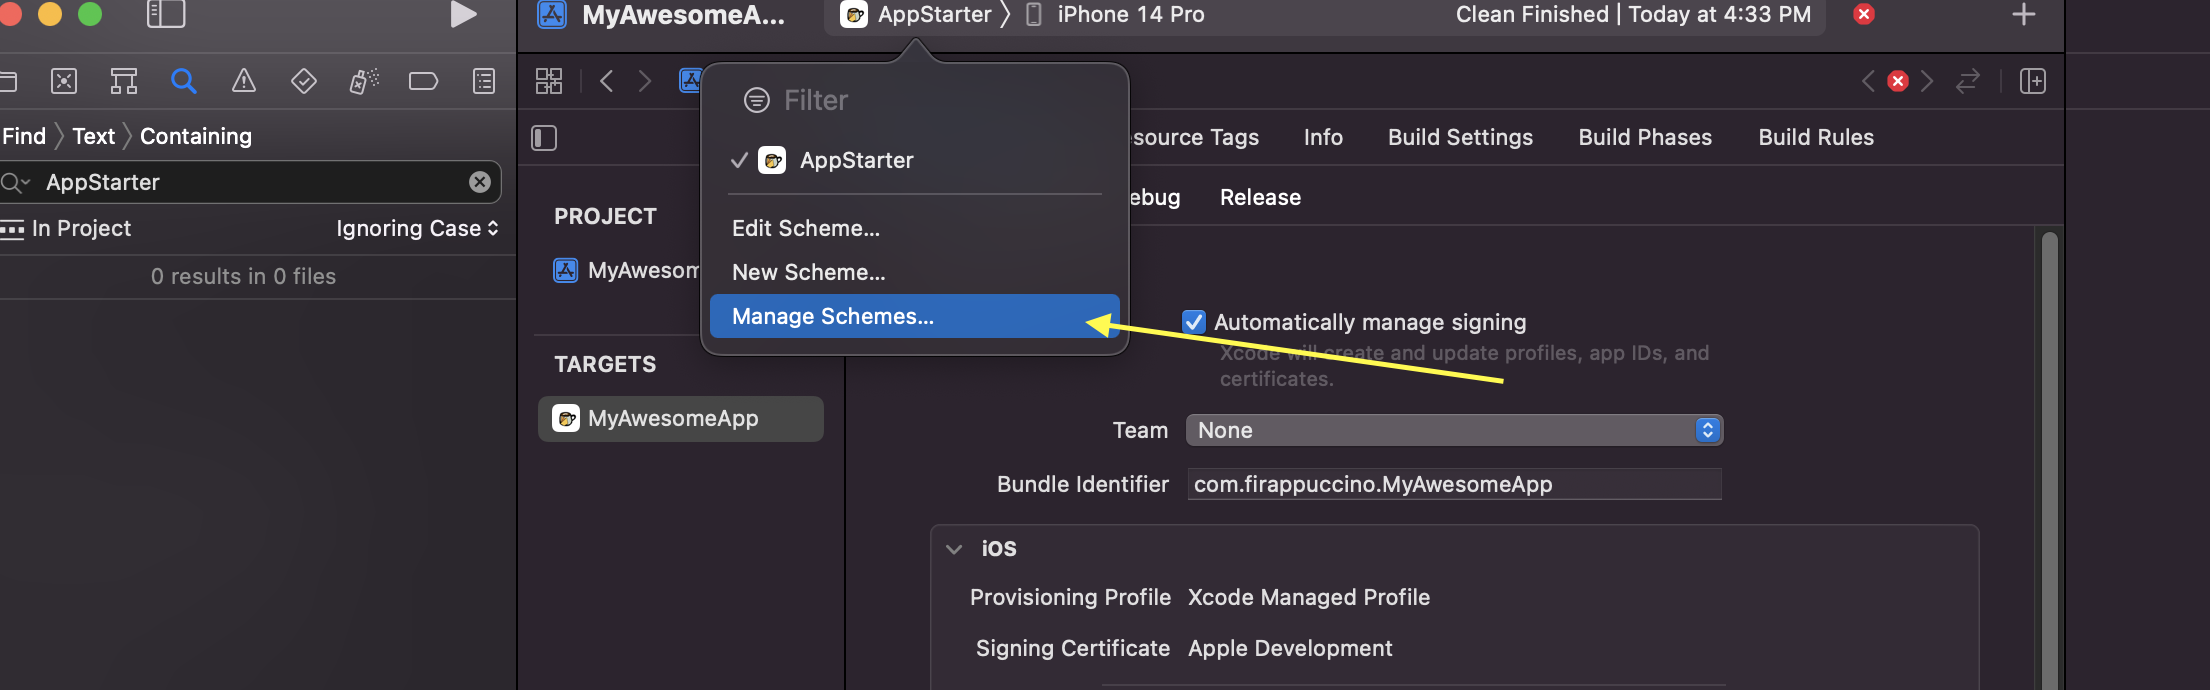 MyAwesomeA...
AppStarter
iPhone 14 Pro
Clean Finished | Today at 4:33 PM
Find
Text
Containing
AppStarter
In Project
Ignoring Case
0 results in 0 files
Filter
AppStarter
Edit Scheme...
New Scheme...
Manage Schemes...
esource Tags
Info
Build Settings
Build Phases
Build Rules
ebug
Release
PROJECT
MyAwesom
TARGETS
MyAwesomeApp
Automatically manage signing
Xcode will create and update profiles, app IDs, and
certificates.
Team
None
Bundle Identifier
com.firappuccino.MyAwesomeApp
iOS
Provisioning Profile
Xcode Managed Profile
Signing Certificate
Apple Development